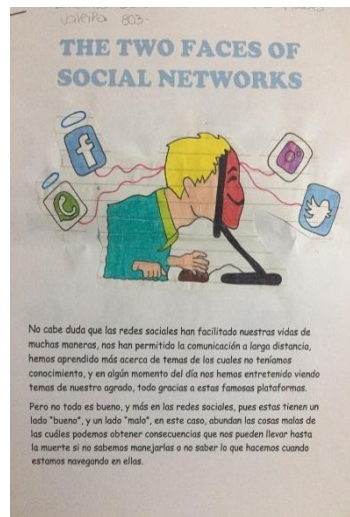 803-
THE TWO FACES OF
SOCIAL NETWORKS
No cabe duda que las redes sociales han facilitado nuestras vidas de
muchas maneras, nos han permitido la comunicación a larga distancia,
hemos aprendido más acerca de temas de los cuales no teníamos
conocimiento, y en algún momento del día nos hemos entretenido viendo
temas de nuestro agrado, todo gracias a estas famosas plataformas.
Pero no todo es bueno, y más en las redes sociales, pues estas tienen un
lado "bueno", y un lado "malo", en este caso, abundan las cosas malas de
las cuáles podemos obtener consecuencias que nos pueden llevar hasta
la muerte si no sabemos manejarlas o no saber lo que hacemos cuando
estamos navegando en ellas.